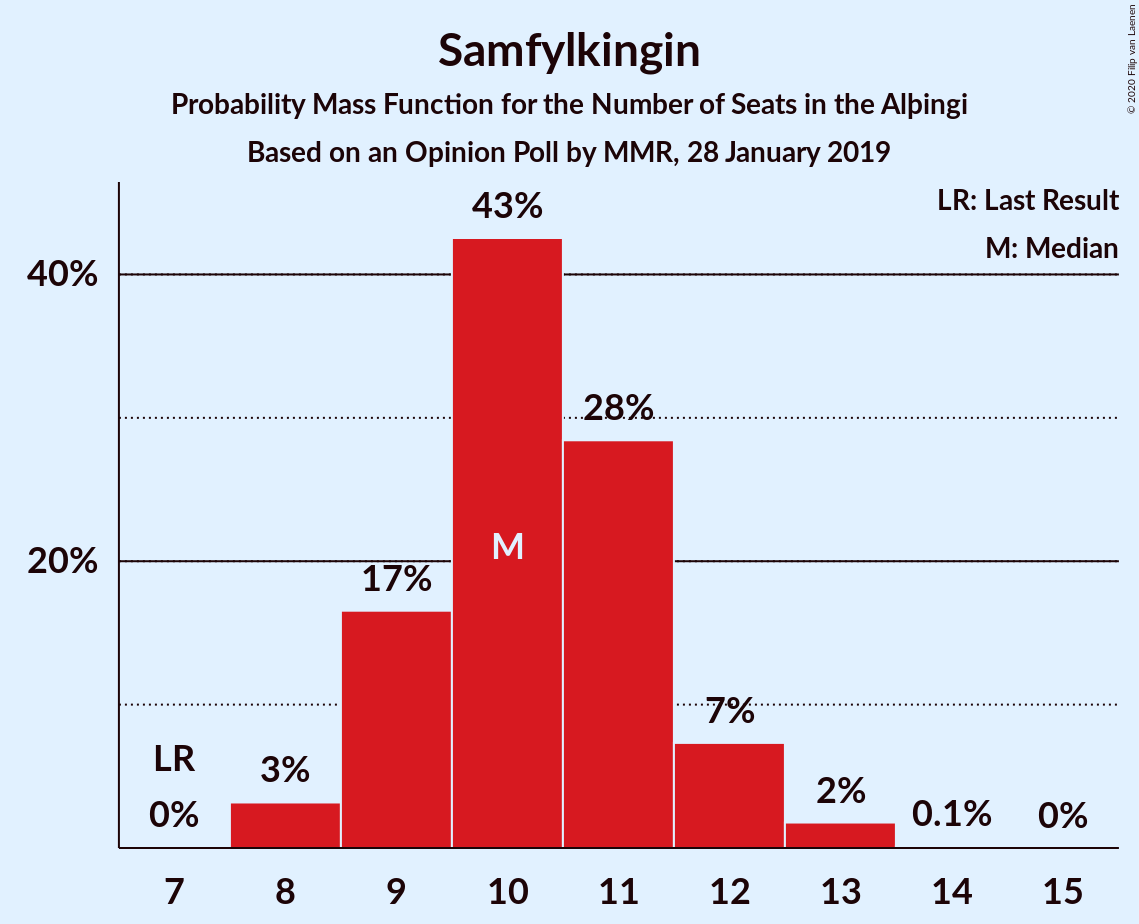 Samfylkingin
Probability Mass Function for the Number of Seats in the Alþingi
Based on an Opinion Poll by MMR, 28 January 2019
© 2020 Filip van Laenen
LR: Last Result
M: Median
43%
40%
28%
M
20%
17%
7%
LR
3%
2%
0%
0.1%
0%
7 8 9 10 11 12 13 14 15